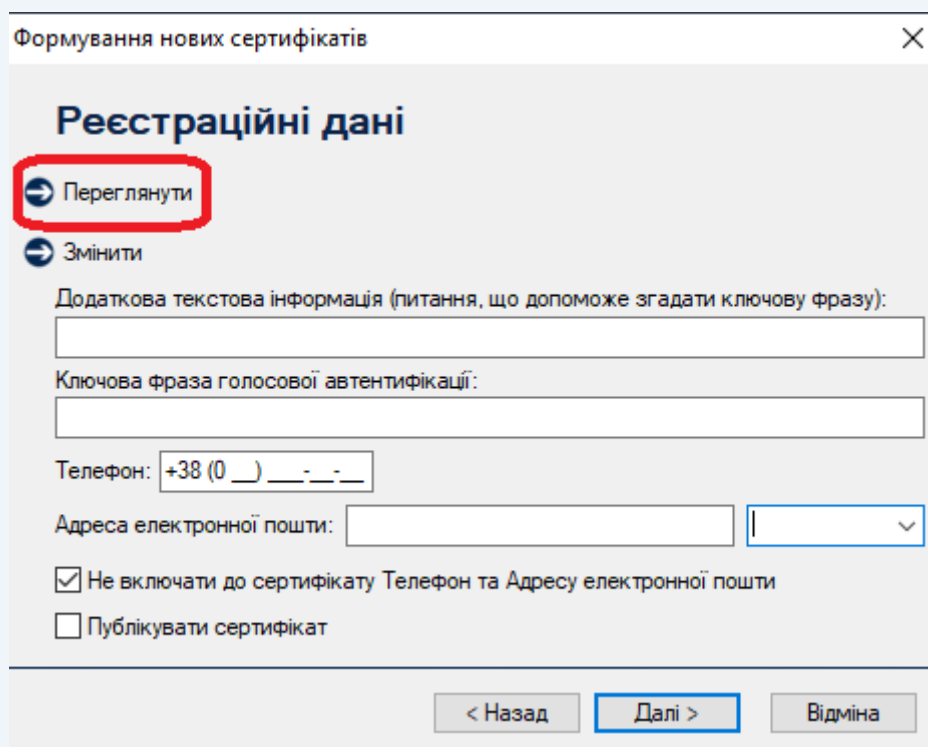 Формування нових сертифікатів
Реєстраційні дані
Переглянути
Змінити
Додаткова текстова інформація (питання, що допоможе згадати ключову фразу):
Ключова фраза голосової автентифікації:
Телефон: +38 (0 __) ___-__-__
Адреса електронної пошти:
Не включати до сертифікату Телефон та Адресу електронної пошти
Публікувати сертифікат
< Назад Далі > Відміна